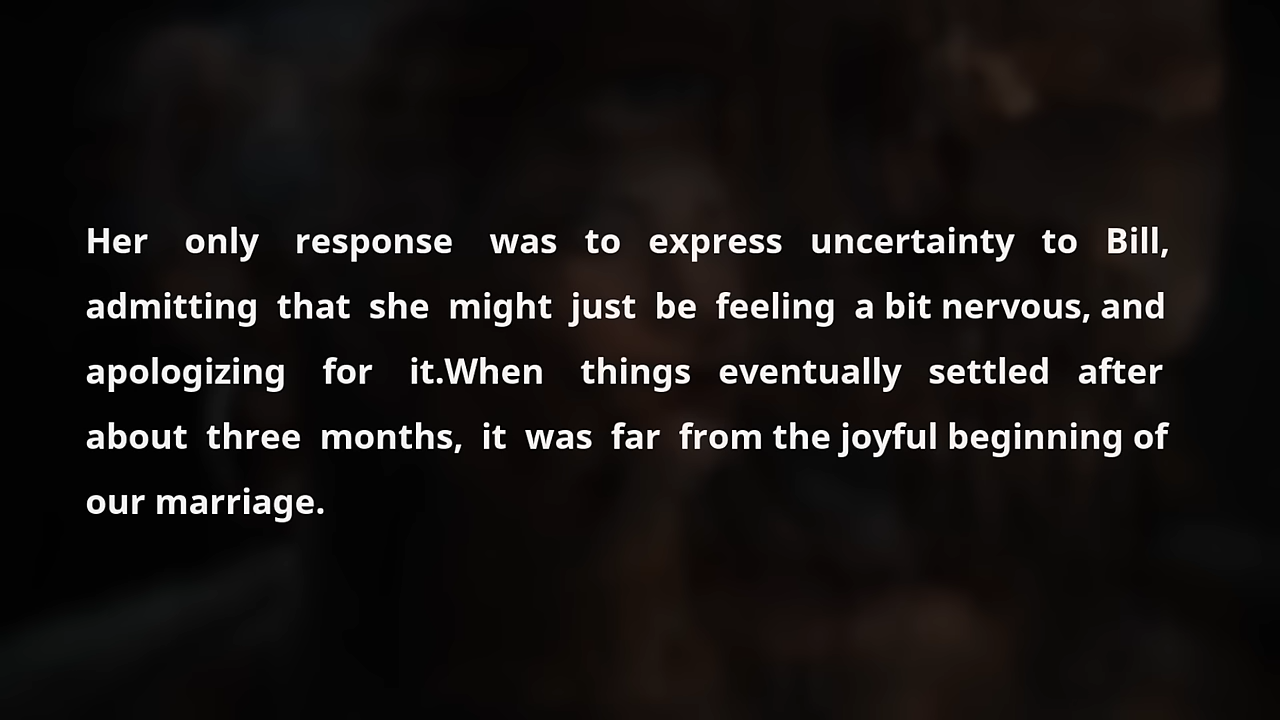 Her only response was to express uncertainty to Bill,
admitting that she might just be feeling a bit nervous, and
apologizing for it.When things eventually settled after
about three months, it was far from the joyful beginning of
our marriage.